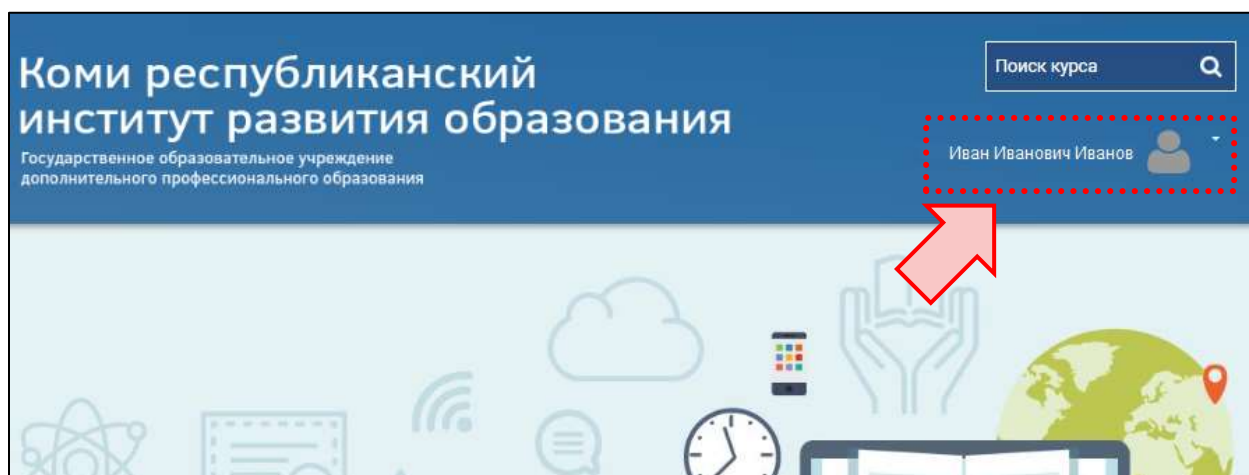 Коми республиканский
институт развития образования
Государственное образовательное учреждение
дополнительного профессионального образования
Поиск курса
Иван Иванович Иванов